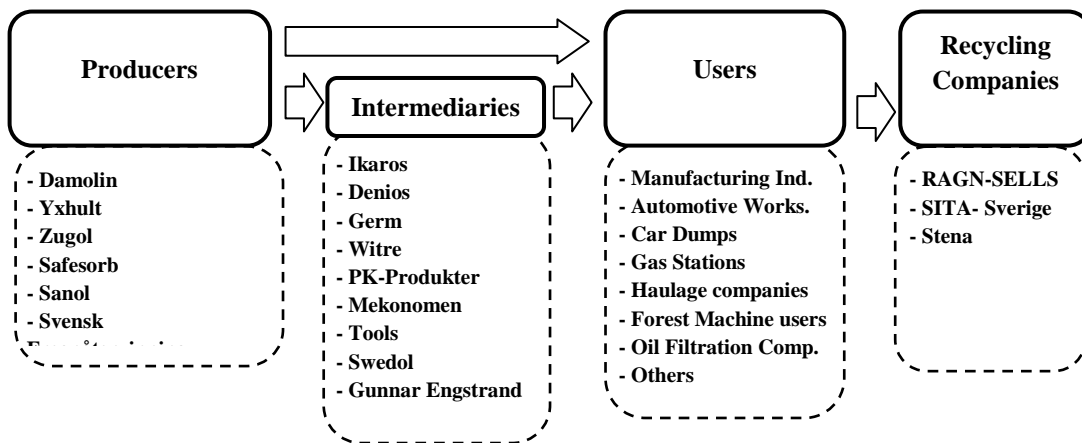 Producers
- Damolin
- Yxhult
- Zugol
- Safesorb
- Sanol
- Svensk
Intermediaries
- Ikaros
- Denios
- Germ
- Witre
- PK-Produkter
- Mekonomen
- Tools
- Swedol
- Gunnar Engstrand
Users
- Manufacturing Ind.
- Automotive Works.
- Car Dumps
- Gas Stations
- Haulage companies
- Forest Machine users
- Oil Filtration Comp.
- Others
Recycling
Companies
- RAGN-SELLS
- SITA- Sverige
- Stena